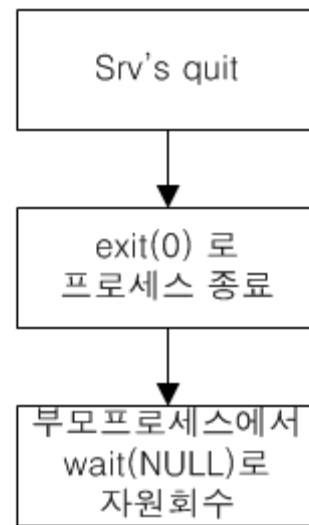 Srv's quit
exit(0) 로
프로세스 종료
부모프로세스에서
wait(NULL)로
자원회수